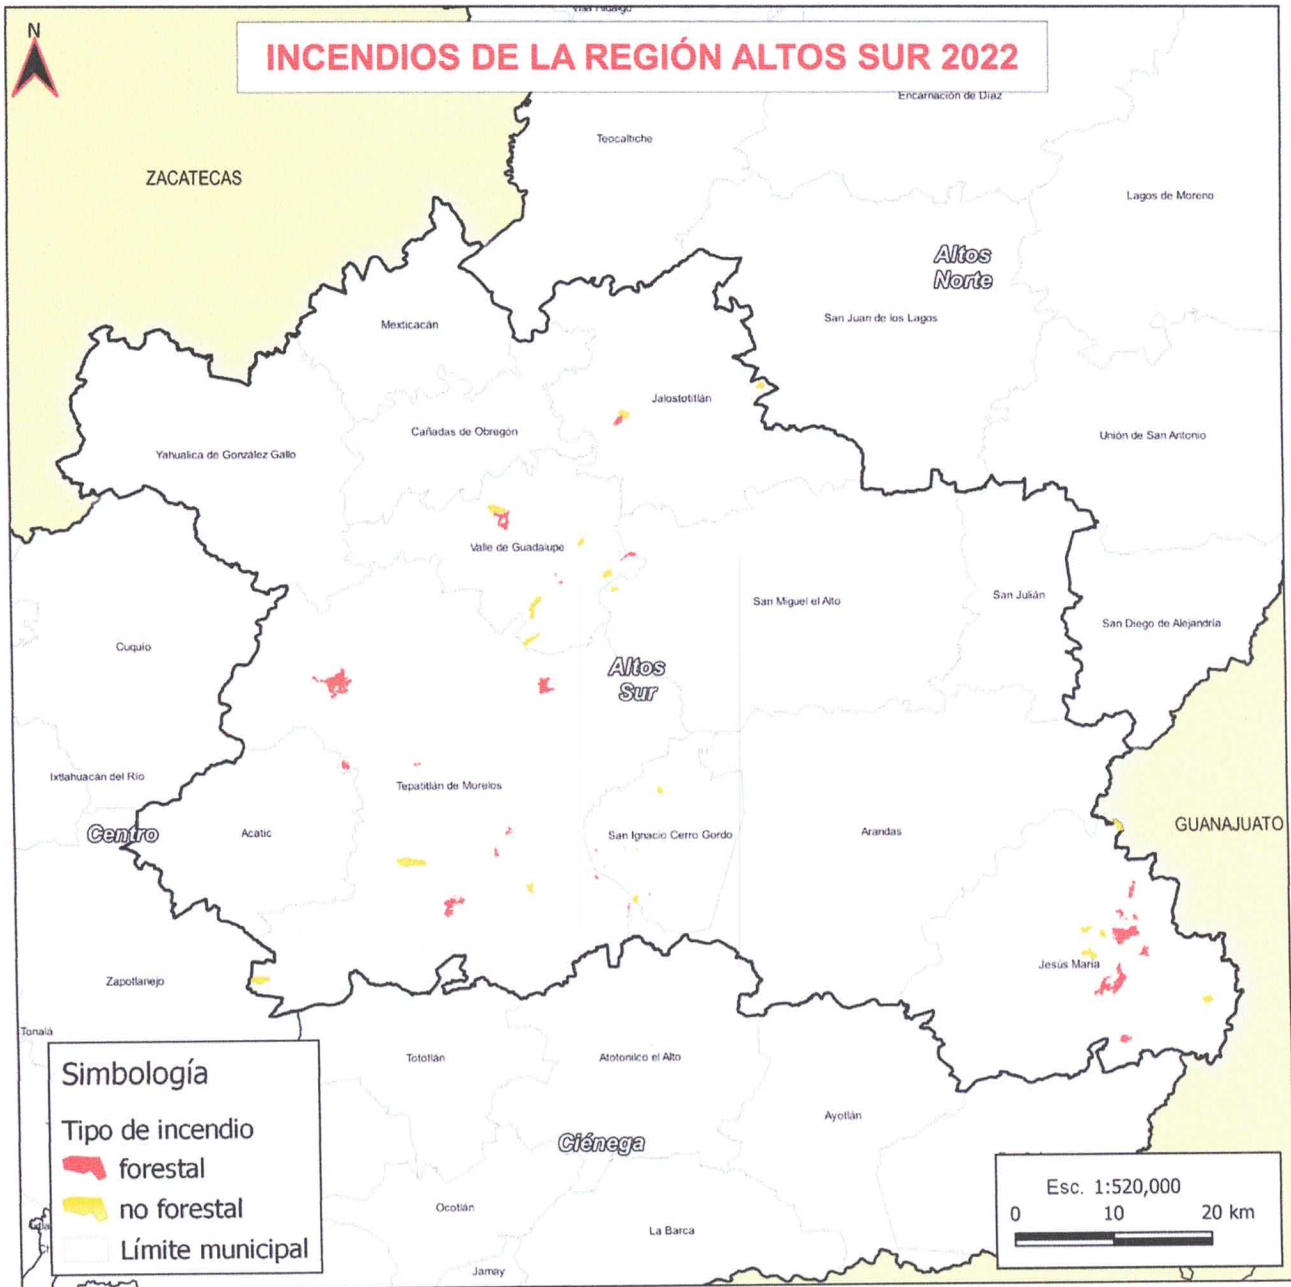 N
INCENDIOS DE LA REGIÓN ALTOS SUR 2022
Encarnación de Díaz
Teocaltiche
ZACATECAS
Lagos de Moreno
Altos
Norte
San Juan de los Lagos
Mexticacán
Jalostotitlán
Cañadas de Obregón
Unión de San Antonio
Yahualica de González Gallo
Valle de Guadalupe
San Miguel el Alto
San Julián
San Diego de Alejandría
Cuquío
Altos
Sur
Ixtlahuacán del Río
Tepatitlán de Morelos
Centro
Acatic
San Ignacio Cerro Gordo
Arandas
GUANAJUATO
Jesús María
Zapotlanejo
Tonalá
Tototlán
Atotonilco el Alto
Ayotlán
Ciénega
Ocotlán
La Barca
Jamay
Simbología
Tipo de incendio
forestal
no forestal
Límite municipal
Esc. 1:520,000
0 10 20 km